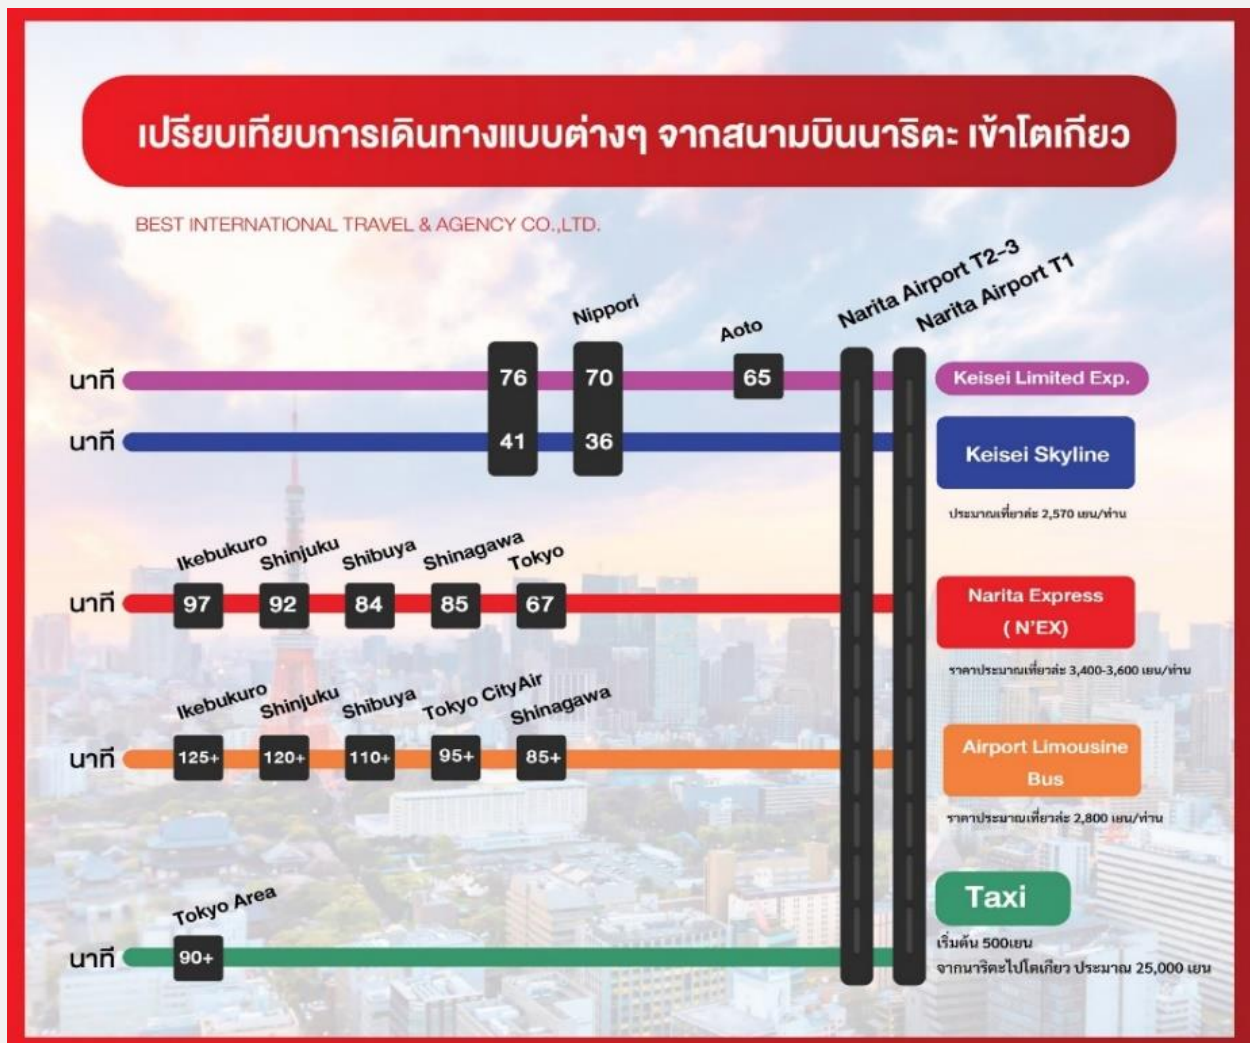 เปรียบเทียบการเดินทางแบบต่างๆ จากสนามบินนาริตะ เข้าโตเกียว
BEST INTERNATIONAL TRAVEL & AGENCY CO.,LTD.
Nippori
Aoto
Narita Airport T2-3
Narita Airport T1
นาที
76
70
65
Keisei Limited Exp.
นาที
41
36
Keisei Skyline
ประมาณเที่ยวล่ะ 2,570 เยน/ท่าน
Ikebukuro
Shinjuku
Shibuya
Shinagawa
Tokyo
นาที
97
92
84
85
67
Narita Express
( N'EX)
ราคาประมาณเที่ยวล่ะ 3,400-3,600 เยน/ท่าน
Ikebukuro
Shinjuku
Shibuya
Tokyo CityAir
Shinagawa
นาที
125+
120+
110+
95+
85+
Airport Limousine
Bus
ราคาประมาณเที่ยวล่ะ 2,800 เยน/ท่าน
Tokyo Area
นาที
90+
Taxi
เริ่มต้น 500เยน
จากนาริตะไปโตเกียว ประมาณ 25,000 เยน